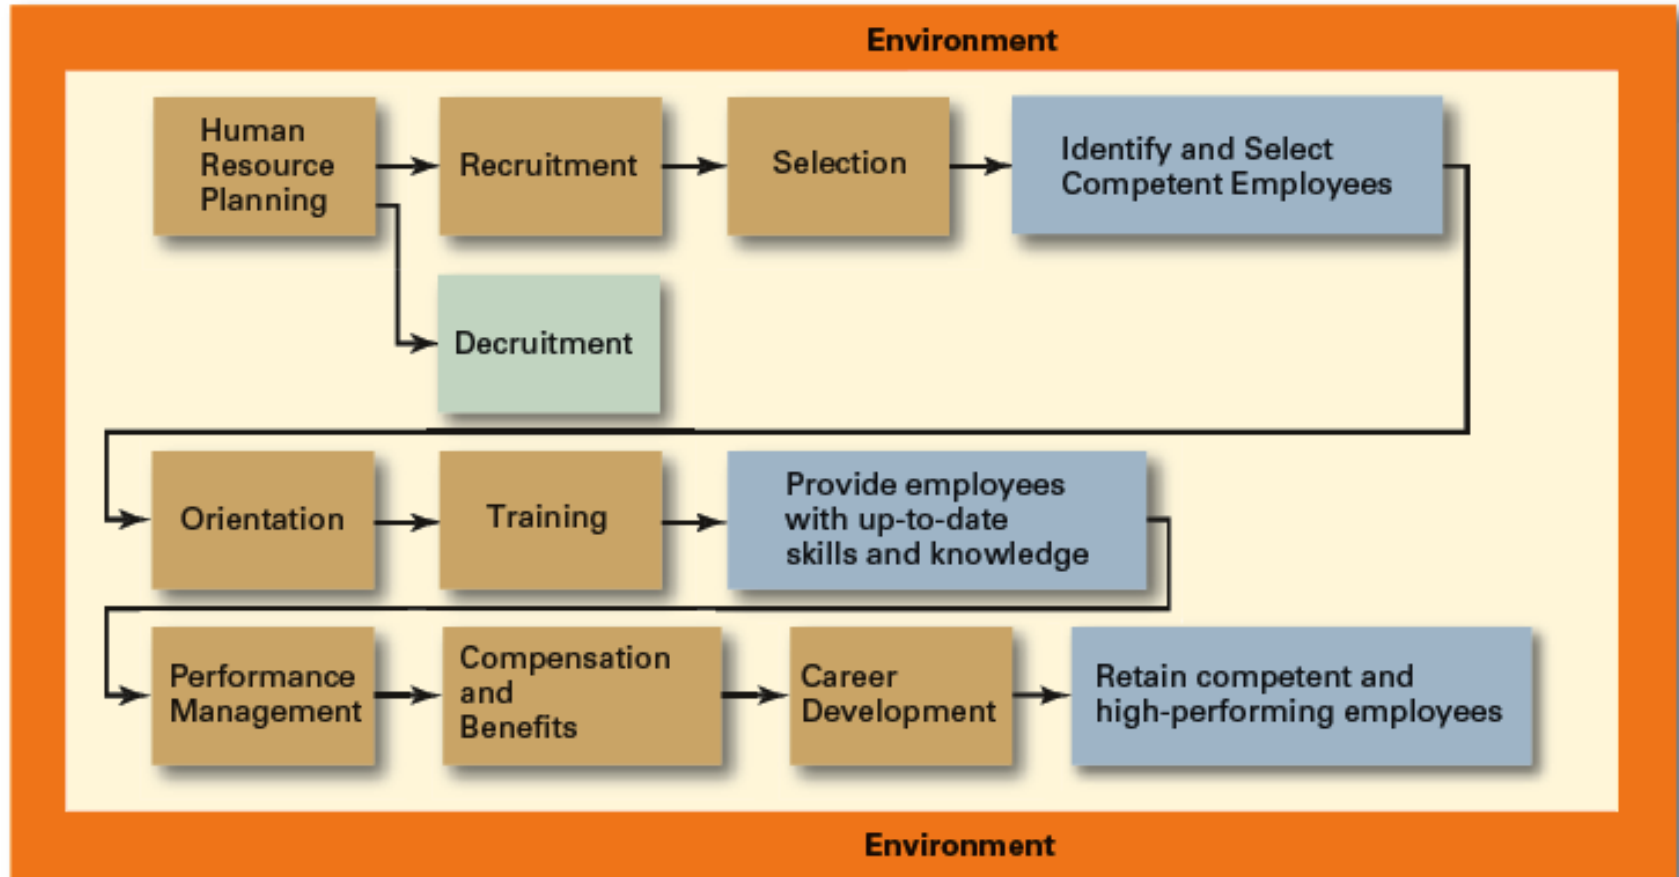 Environment
Human
Resource
Planning
Recruitment
Selection
Identify and Select
Competent Employees
Decruitment
Orientation
Training
Provide employees
with up-to-date
skills and knowledge
Performance
Management
Compensation
and
Benefits
Career
Development
Retain competent and
high-performing employees
Environment